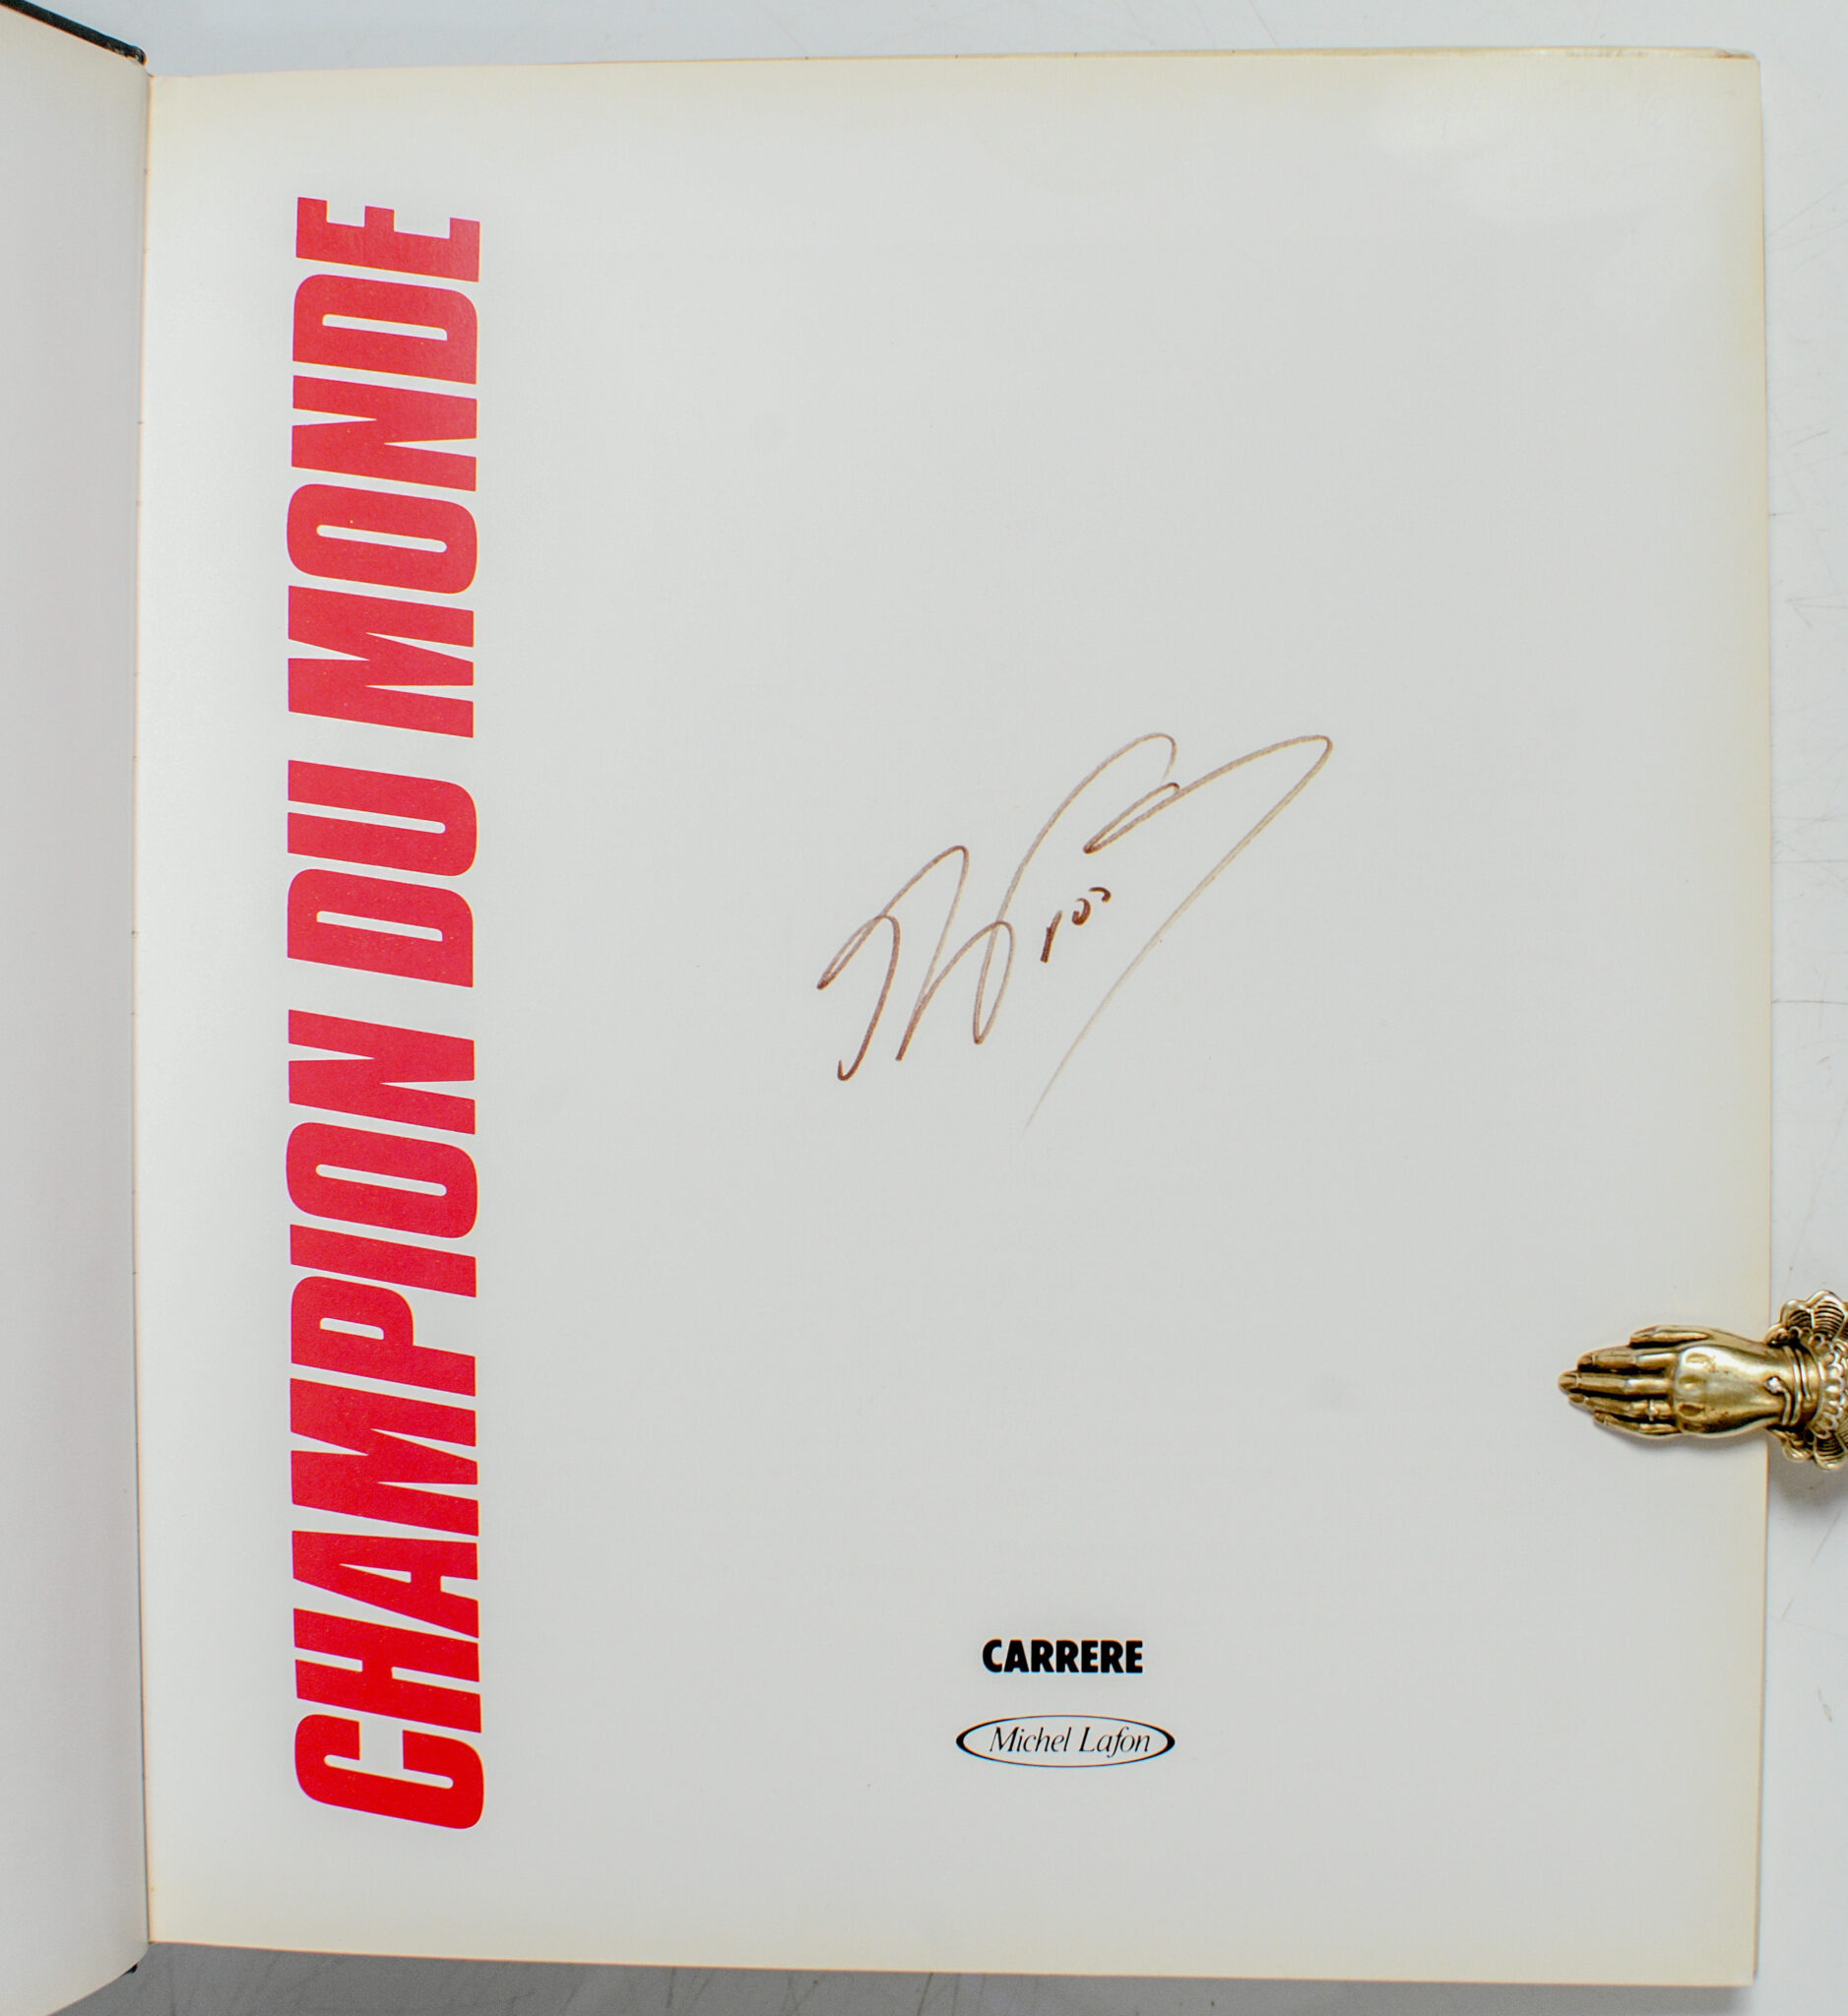 CHAMPION DU MONDE
CARRERE
Michel Lafon